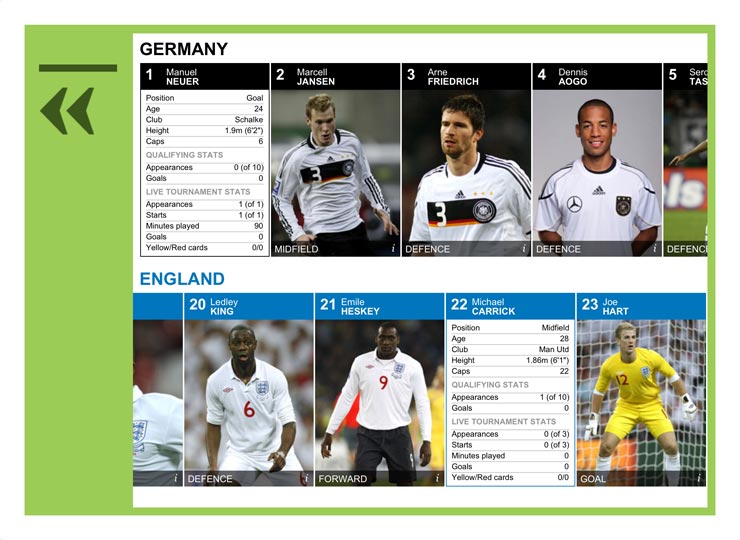 GERMANY
1 Manuel NEUER
Position Goal
Age 24
Club Schalke
Height 1.9m (6'2")
Caps 6
QUALIFYING STATS
Appearances 0 (of 10)
Goals 0
LIVE TOURNAMENT STATS
Appearances 1 (of 1)
Starts 1 (of 1)
Minutes played 90
Goals 0
Yellow/Red cards 0/0
2 Marcell JANSEN
3
MIDFIELD i
3 Arne FRIEDRICH
3
DEFENCE i
4 Dennis AOGO
DEFENCE i
5
DEFENC
ENGLAND
i
20 Ledley KING
6
DEFENCE i
21 Emile HESKEY
9
FORWARD i
22 Michael CARRICK
Position Midfield
Age 28
Club Man Utd
Height 1.86m (6'1")
Caps 22
QUALIFYING STATS
Appearances 1 (of 10)
Goals 0
LIVE TOURNAMENT STATS
Appearances 0 (of 3)
Starts 0 (of 3)
Minutes played 0
Goals 0
Yellow/Red cards 0/0
23 Joe HART
12
GOAL i